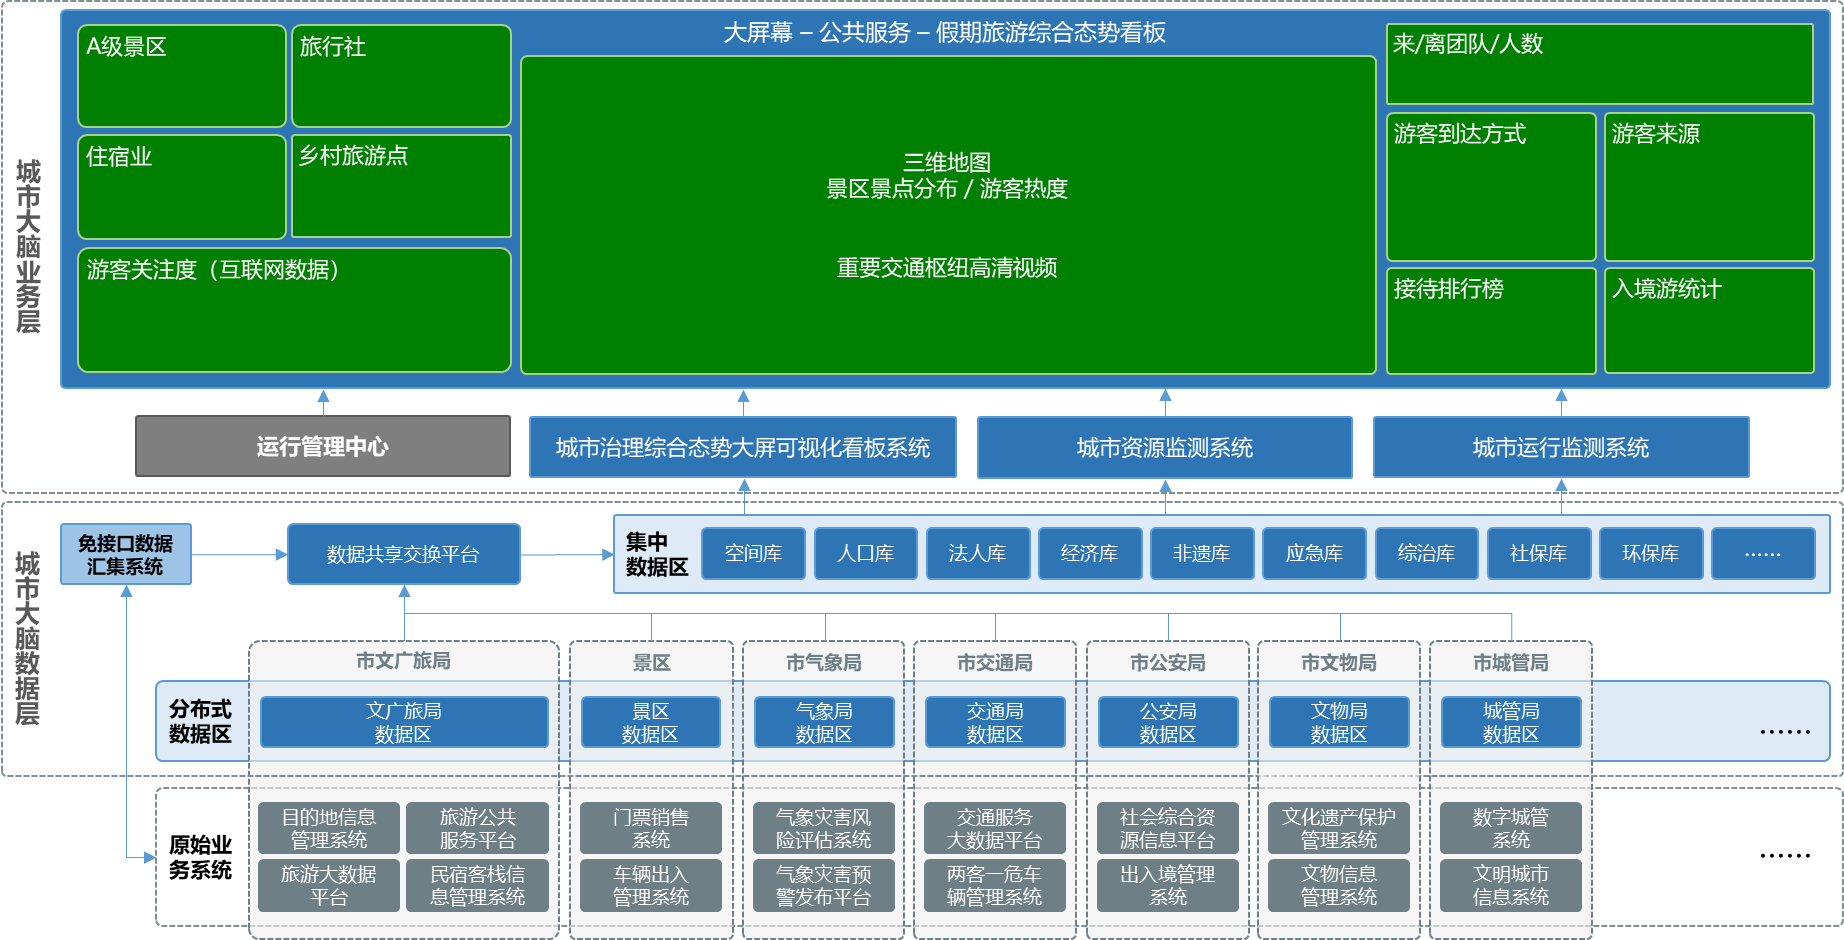 城市大脑业务层
大屏幕 – 公共服务 – 假期旅游综合态势看板
A级景区
旅行社
住宿业
乡村旅游点
游客关注度（互联网数据）
三维地图
景区景点分布 / 游客热度
重要交通枢纽高清视频
来/离团队/人数
游客到达方式
游客来源
接待排行榜
入境游统计
运行管理中心
城市治理综合态势大屏可视化看板系统
城市资源监测系统
城市运行监测系统
城市大脑数据层
免接口数据
汇集系统
数据共享交换平台
集中
数据区
空间库
人口库
法人库
经济库
非遗库
应急库
综治库
社保库
环保库
……
市文广旅局
景区
市气象局
市交通局
市公安局
市文物局
市城管局
分布式
数据区
文广旅局
数据区
景区
数据区
气象局
数据区
交通局
数据区
公安局
数据区
文物局
数据区
城管局
数据区
……
原始业
务系统
目的地信息
管理系统
旅游公共
服务平台
旅游大数据
平台
民宿客栈信
息管理系统
门票销售
系统
车辆出入
管理系统
气象灾害风
险评估系统
气象灾害预
警发布平台
交通服务
大数据平台
两客一危车
辆管理系统
社会综合资
源信息平台
出入境管理
系统
文化遗产保护
管理系统
文物信息
管理系统
数字城管
系统
文明城市
信息系统
……